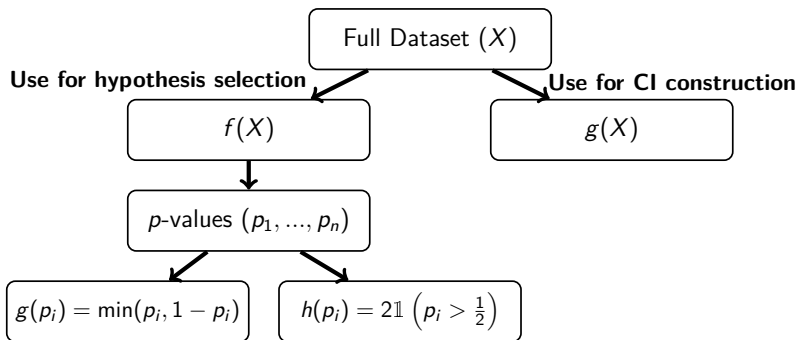 Full Dataset (X)
Use for hypothesis selection
Use for CI construction
f(X)
g(X)
p-values (p₁, ..., pₙ)
g(pᵢ) = min(pᵢ, 1 − pᵢ)
h(pᵢ) = 2𝟙 (pᵢ > ½)